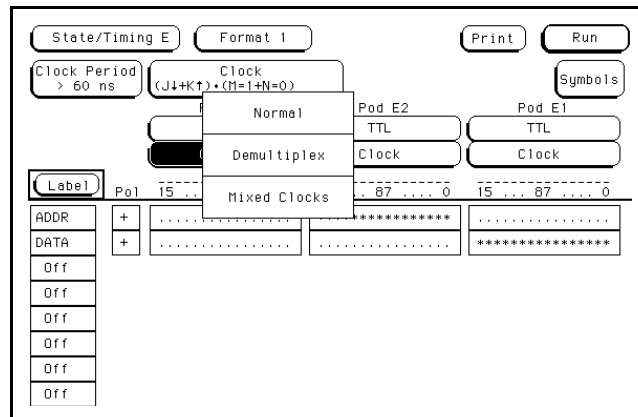 State/Timing E Format 1 Print Run
Clock Period
> 60 ns
Clock
(J↓+K↑)•(M=1+N=0)
Symbols
Normal
Demultiplex
Mixed Clocks
Pod E2
TTL
Clock
Pod E1
TTL
Clock
Label Pol 15 .. 87 .... 0 15 ... 87 .... 0
ADDR + ................ ************ ................
DATA + ................ ................ ****************
Off
Off
Off
Off
Off
Off